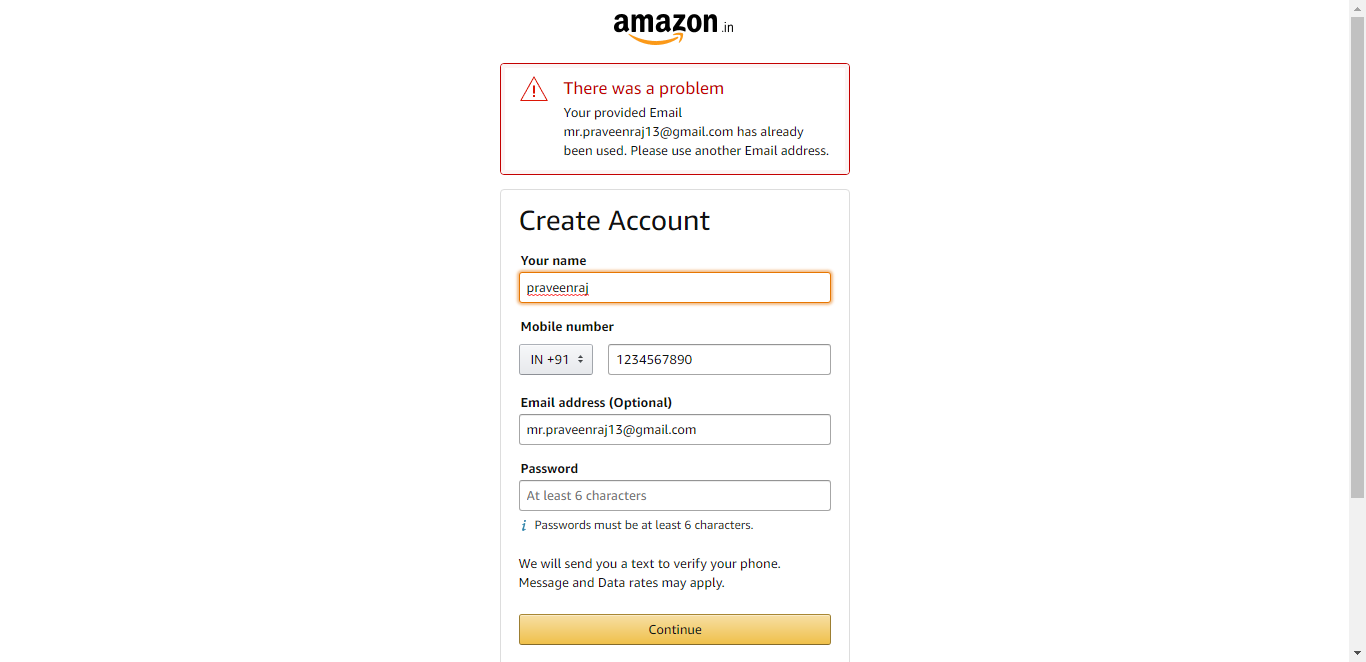 amazon.in
There was a problem
Your provided Email
mr.praveenraj13@gmail.com has already
been used. Please use another Email address.
Create Account
Your name
praveenraj
Mobile number
IN +91 1234567890
Email address (Optional)
mr.praveenraj13@gmail.com
Password
At least 6 characters
i Passwords must be at least 6 characters.
We will send you a text to verify your phone.
Message and Data rates may apply.
Continue